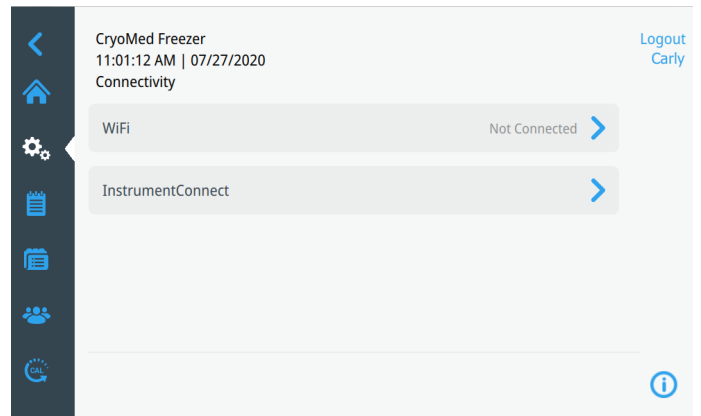 CryoMed Freezer
11:01:12 AM | 07/27/2020
Connectivity
Logout
Carly
WiFi
Not Connected
InstrumentConnect
CAL